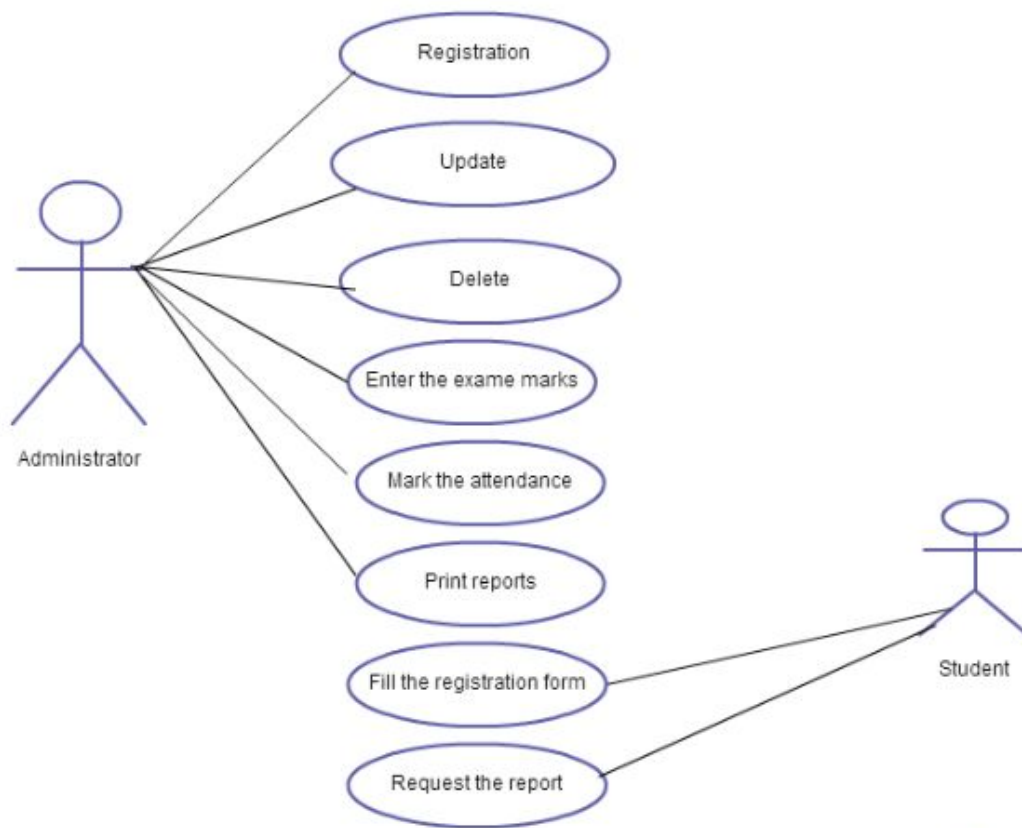 Registration
Update
Delete
Enter the exame marks
Administrator
Mark the attendance
Print reports
Student
Fill the registration form
Request the report